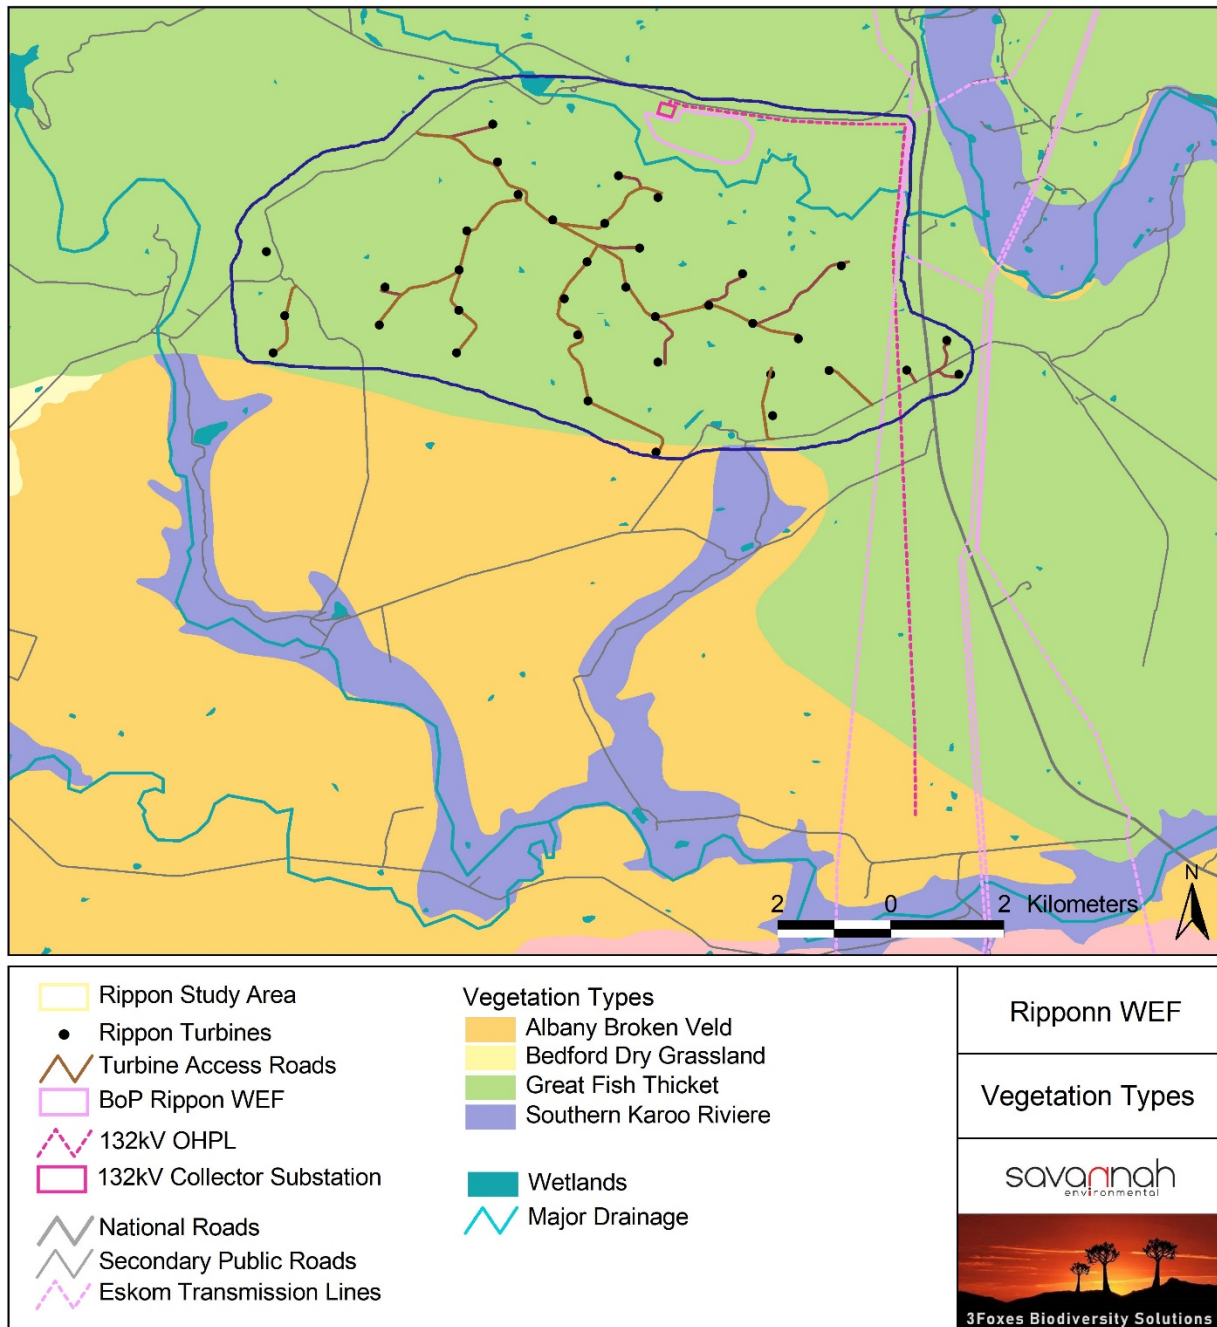 N
2 0 2 Kilometers
Rippon Study Area
Rippon Turbines
Turbine Access Roads
BoP Rippon WEF
132kV OHPL
132kV Collector Substation
National Roads
Secondary Public Roads
Eskom Transmission Lines
Vegetation Types
Albany Broken Veld
Bedford Dry Grassland
Great Fish Thicket
Southern Karoo Riviere
Wetlands
Major Drainage
Ripponn WEF
Vegetation Types
savannah
environmental
3Foxes Biodiversity Solutions